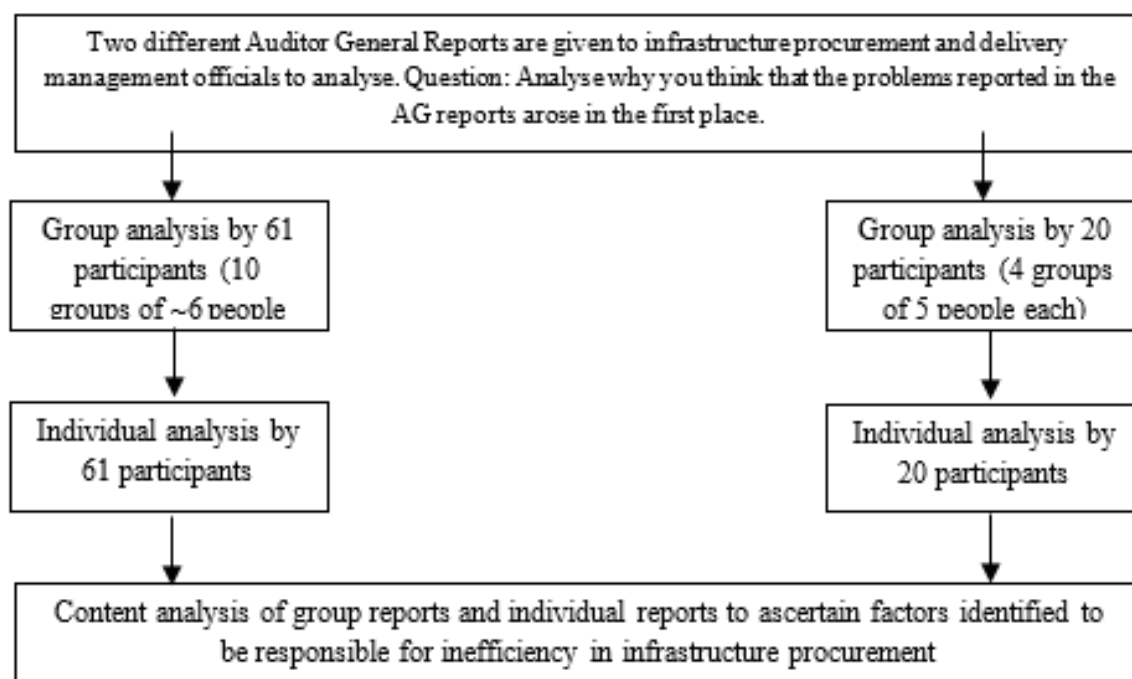 Two different Auditor General Reports are given to infrastructure procurement and delivery
management officials to analyse. Question: Analyse why you think that the problems reported in the
AG reports arose in the first place.
Group analysis by 61
participants (10
groups of ~6 people
Group analysis by 20
participants (4 groups
of 5 people each)
Individual analysis by
61 participants
Individual analysis by
20 participants
Content analysis of group reports and individual reports to ascertain factors identified to
be responsible for inefficiency in infrastructure procurement